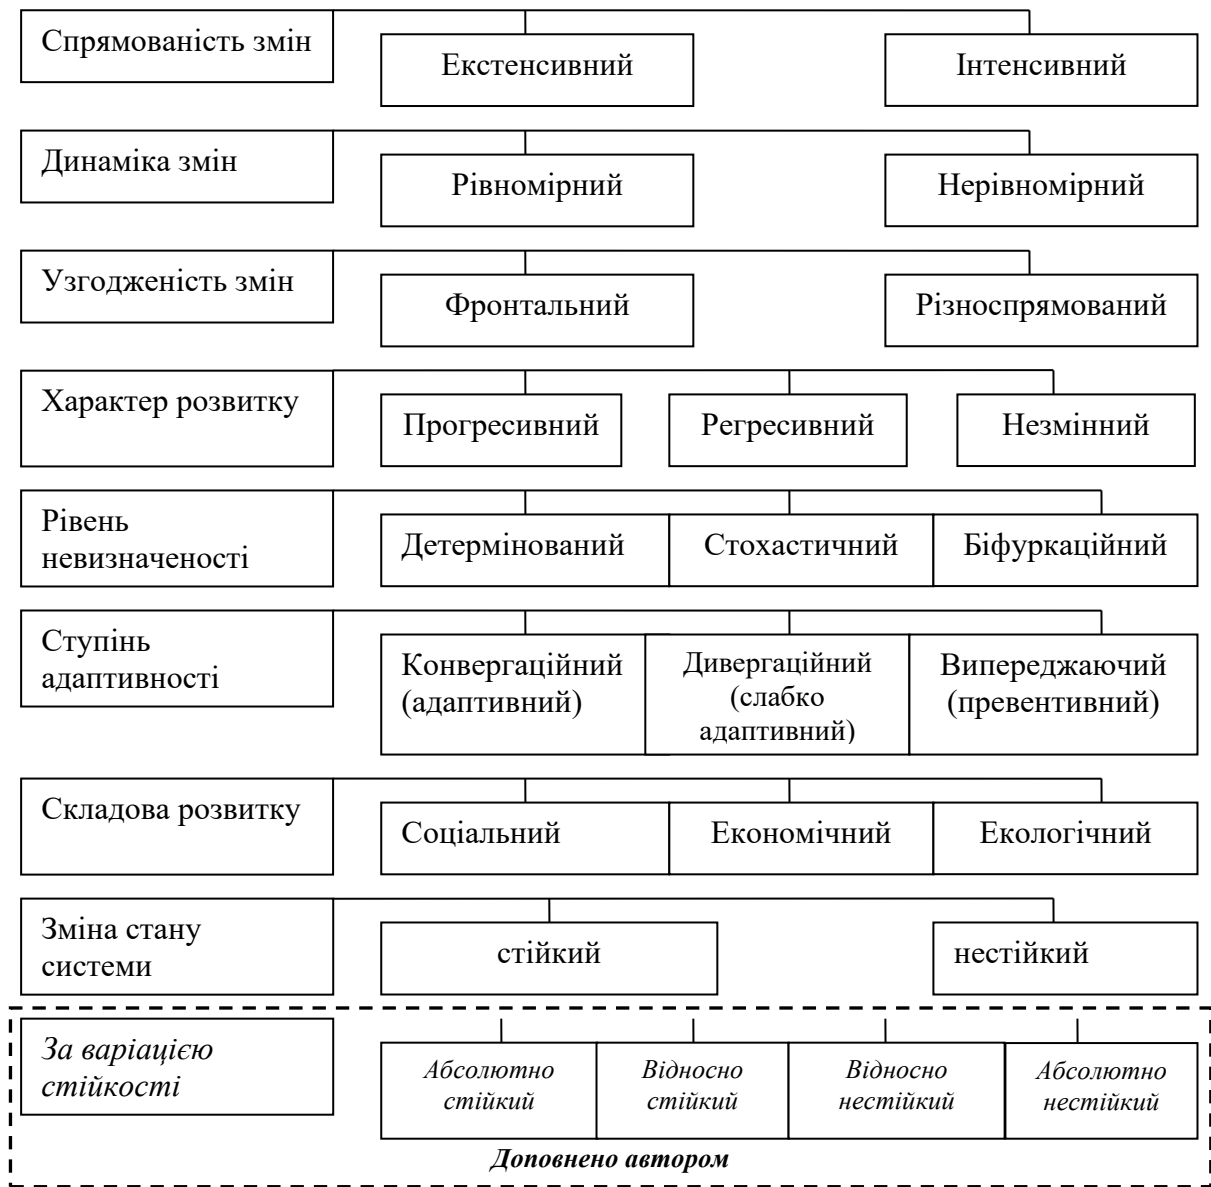 Спрямованість змін
Екстенсивний
Інтенсивний
Динаміка змін
Рівномірний
Нерівномірний
Узгодженість змін
Фронтальний
Різноспрямований
Характер розвитку
Прогресивний
Регресивний
Незмінний
Рівень
невизначеності
Детермінований
Стохастичний
Біфуркаційний
Ступінь
адаптивності
Конвергаційний
(адаптивний)
Дивергаційний
(слабко
адаптивний)
Випереджаючий
(превентивний)
Складова розвитку
Соціальний
Економічний
Екологічний
Зміна стану
системи
стійкий
нестійкий
За варіацією
стійкості
Абсолютно
стійкий
Відносно
стійкий
Відносно
нестійкий
Абсолютно
нестійкий
Доповнено автором